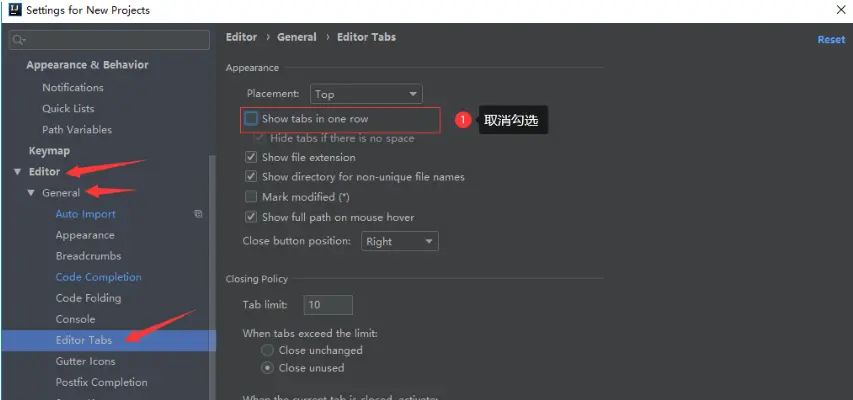 IJ Settings for New Projects
Reset
Appearance & Behavior
Notifications
Quick Lists
Path Variables
Keymap
Editor
General
Auto Import
Appearance
Breadcrumbs
Code Completion
Code Folding
Console
Editor Tabs
Gutter Icons
Postfix Completion
Editor › General › Editor Tabs
Appearance
Placement: Top
Show tabs in one row
1 取消勾选
Hide tabs if there is no space
Show file extension
Show directory for non-unique file names
Mark modified (*)
Show full path on mouse hover
Close button position: Right
Closing Policy
Tab limit: 10
When tabs exceed the limit:
Close unchanged
Close unused
When the current tab is closed, activate: